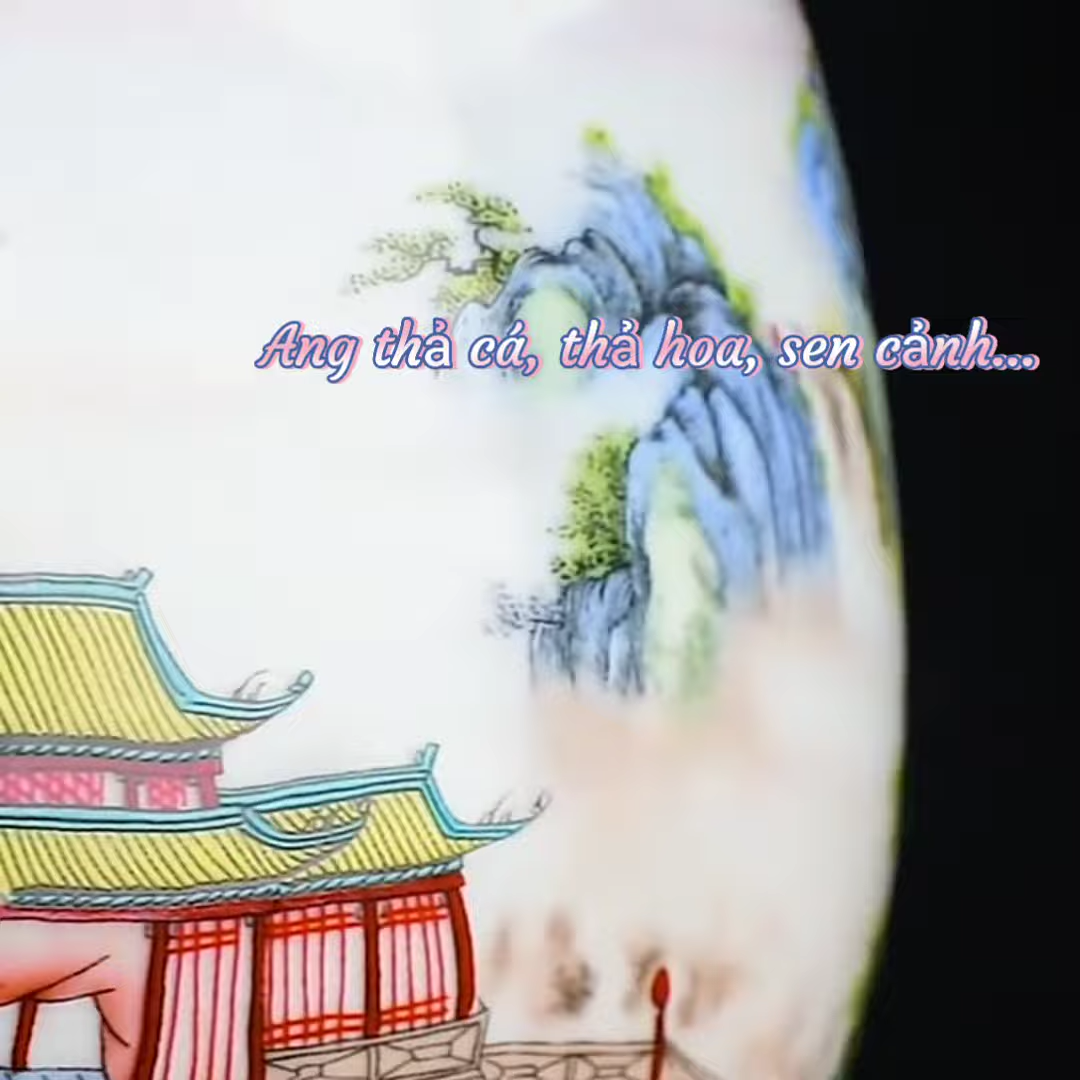 Ang thả cá, thả hoa, sen cảnh...